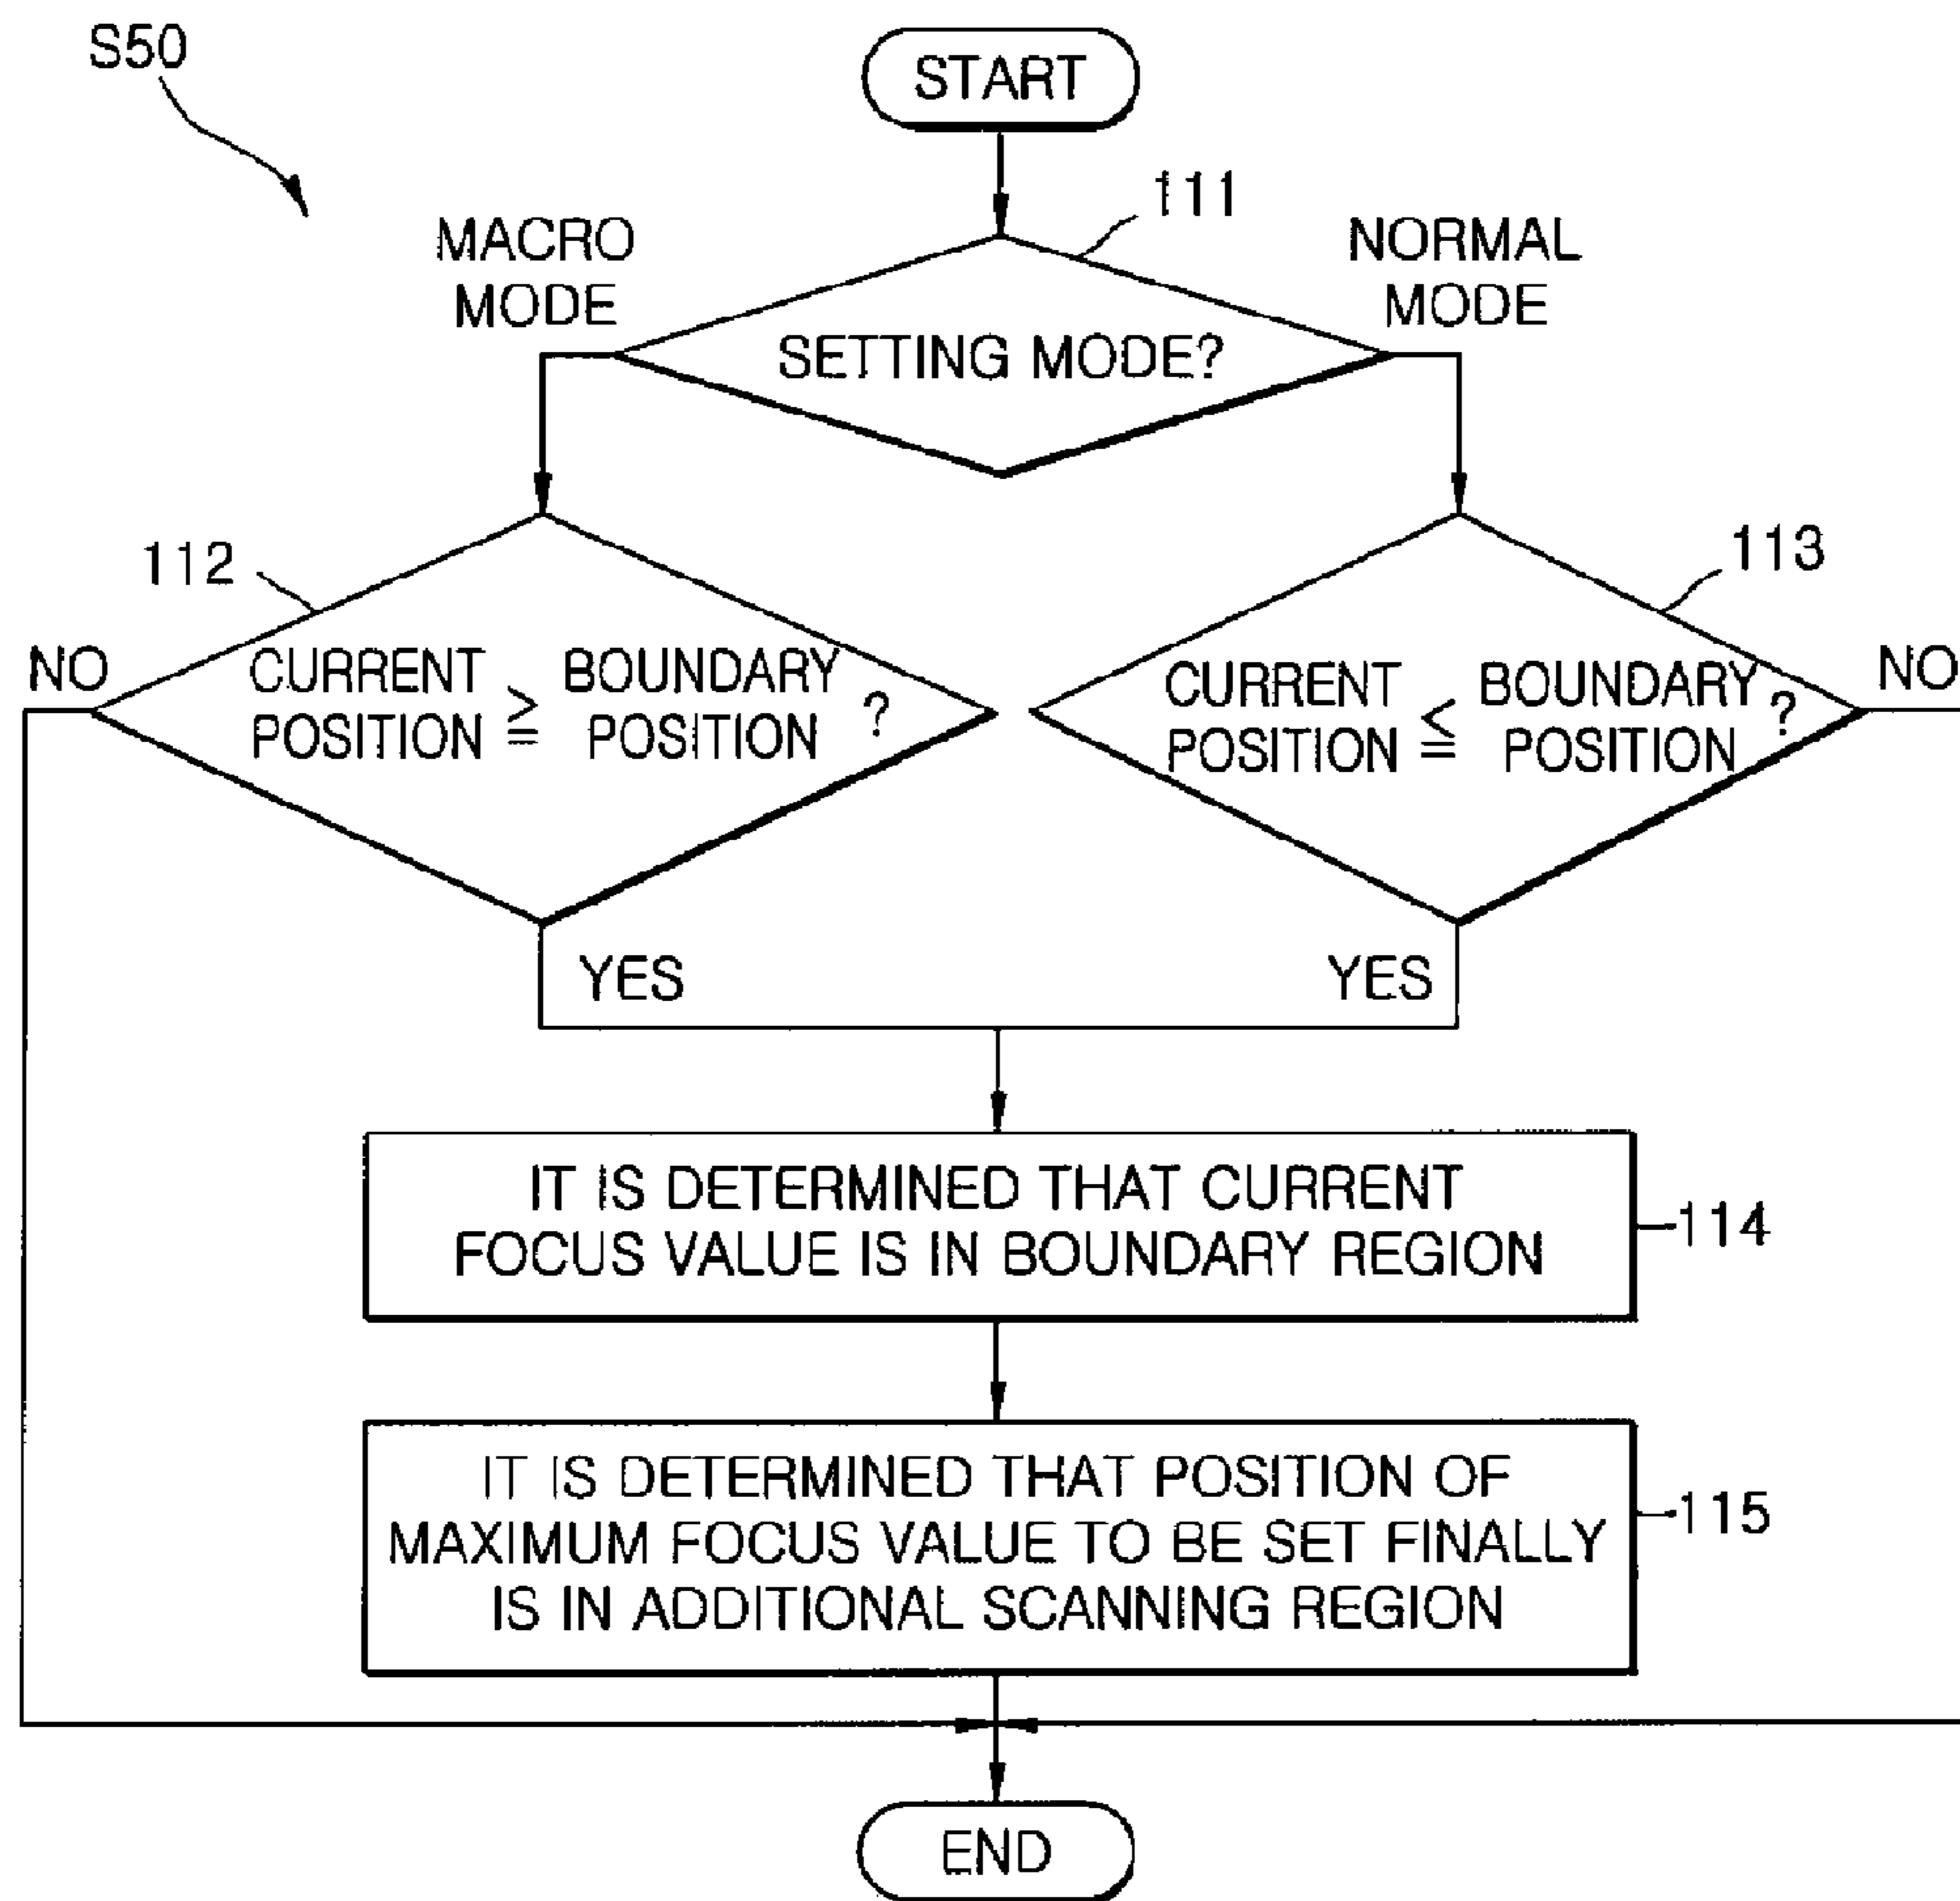 S50
START
111
MACRO
MODE
NORMAL
MODE
SETTING MODE?
112
113
NO
CURRENT
POSITION
≧
BOUNDARY
POSITION
?
CURRENT
POSITION
≦
BOUNDARY
POSITION
?
NO
YES
YES
IT IS DETERMINED THAT CURRENT
FOCUS VALUE IS IN BOUNDARY REGION
114
IT IS DETERMINED THAT POSITION OF
MAXIMUM FOCUS VALUE TO BE SET FINALLY
IS IN ADDITIONAL SCANNING REGION
115
END